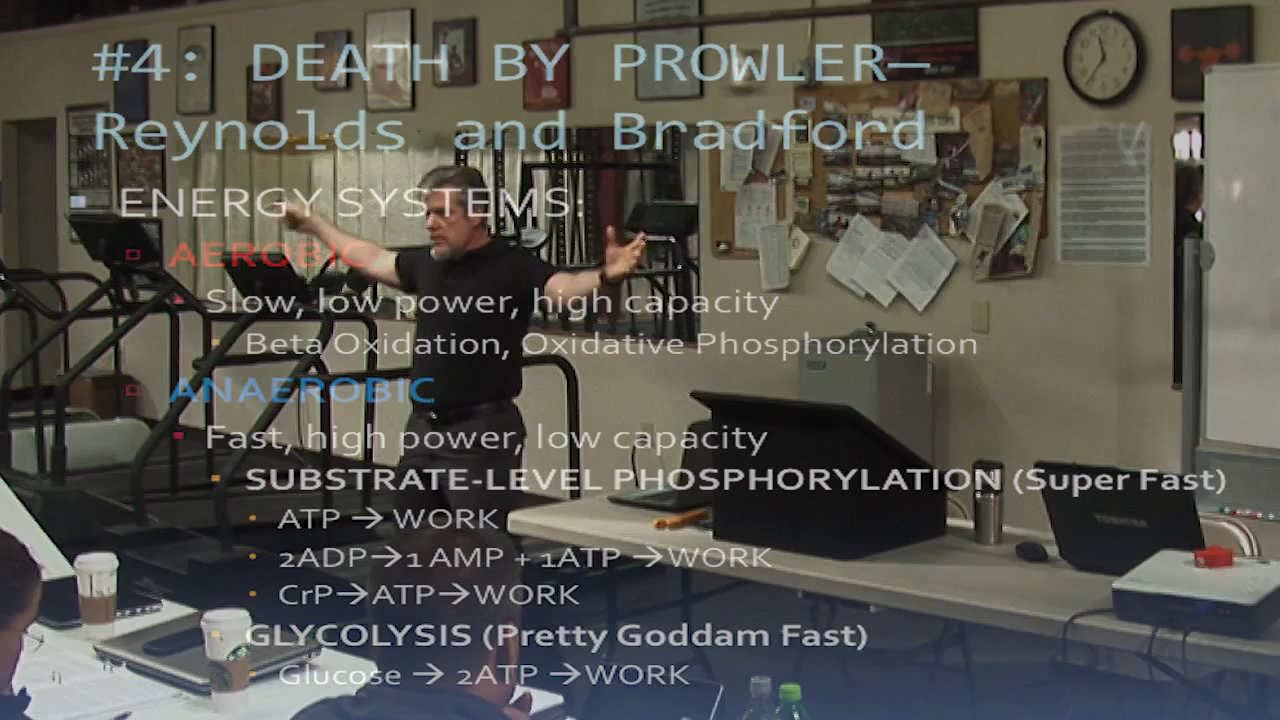 #4: DEATH BY PROWLER—
Reynolds and Bradford
ENERGY SYSTEMS:
AEROBIC
Slow, low power, high capacity
Beta Oxidation, Oxidative Phosphorylation
ANAEROBIC
Fast, high power, low capacity
SUBSTRATE-LEVEL PHOSPHORYLATION (Super Fast)
ATP → WORK
2ADP→1 AMP + 1ATP →WORK
CrP→ATP→WORK
GLYCOLYSIS (Pretty Goddam Fast)
Glucose → 2ATP →WORK
TOSHIBA